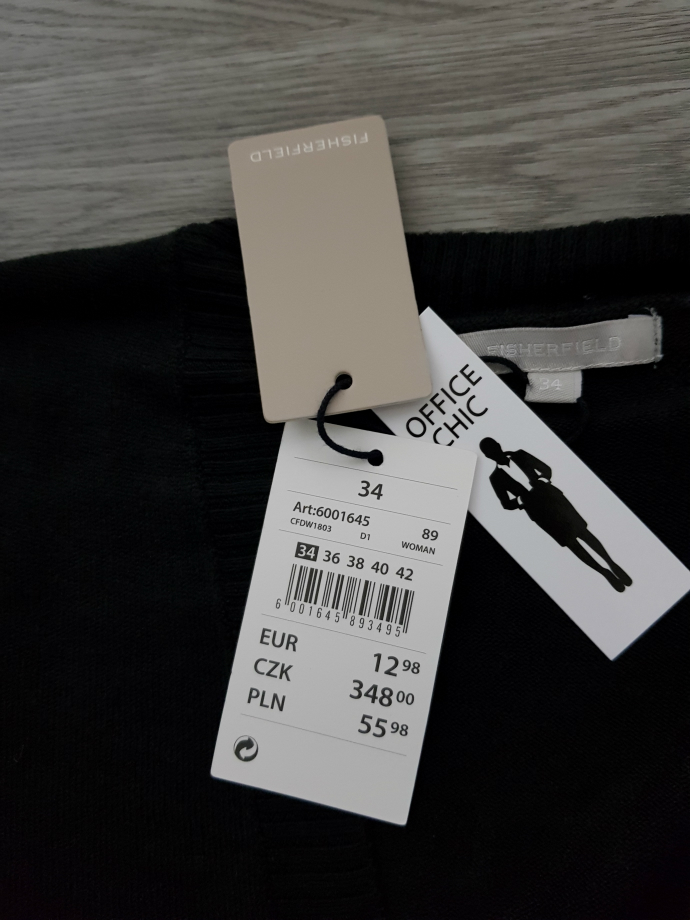 FISHERFIELD
FISHERFIELD
34
OFFICE
CHIC
34
Art:6001645 89
CFDW1803 D1 WOMAN
34 36 38 40 42
6 001645 893495
EUR 12 98
CZK 348 00
PLN 55 98